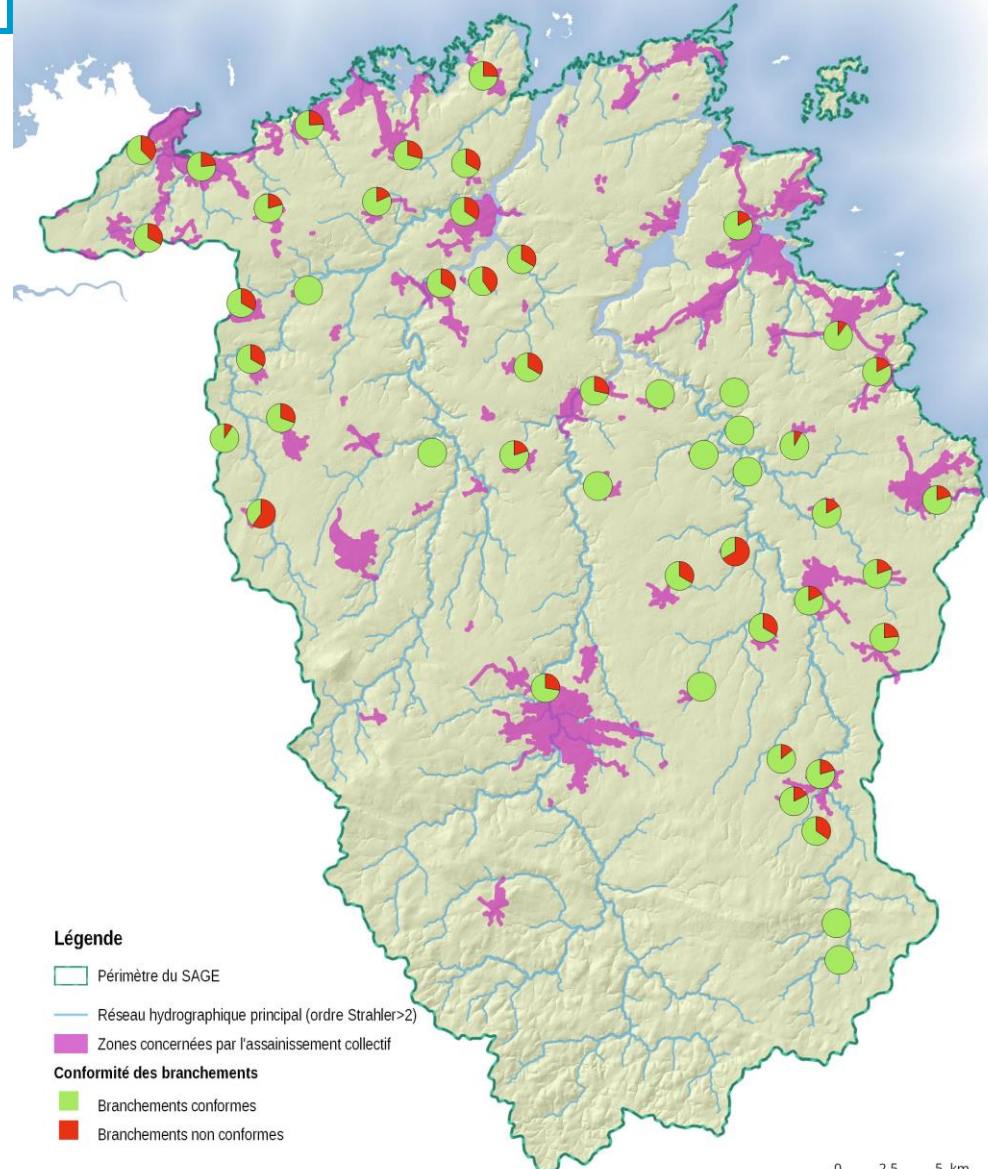 Légende
Périmètre du SAGE
Réseau hydrographique principal (ordre Strahler>2)
Zones concernées par l'assainissement collectif
Conformité des branchements
Branchements conformes
Branchements non conformes
0 2,5 5 km